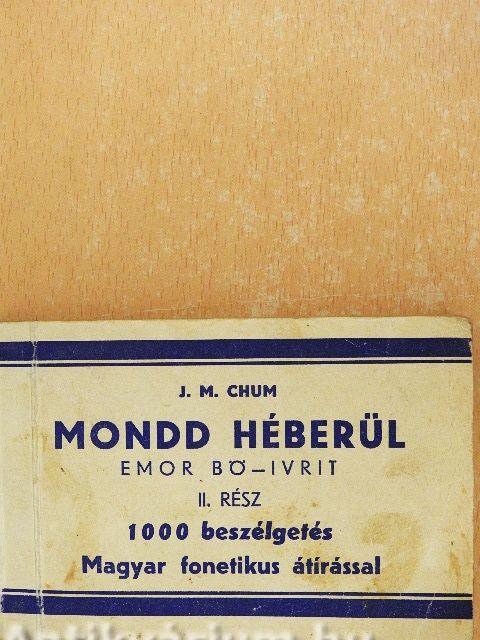 J. M. CHUM
MONDD HÉBERÜL
EMOR BÖ–IVRIT
II. RÉSZ
1000 beszélgetés
Magyar fonetikus átírással